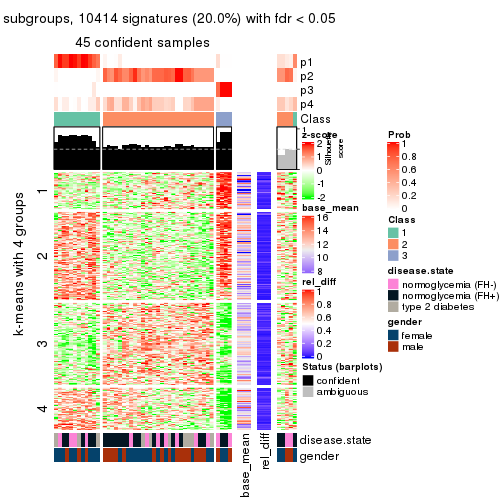 subgroups, 10414 signatures (20.0%) with fdr < 0.05
45 confident samples
p1
p2
p3
p4
Class
1
Silhouette
score
k-means with 4 groups
1
2
3
4
z-score
2
1
0
-1
-2
base_mean
16
14
12
10
8
rel_diff
1
0.8
0.6
0.4
0.2
0
Status (barplots)
confident
ambiguous
Prob
1
0.8
0.6
0.4
0.2
0
Class
1
2
3
disease.state
normoglycemia (FH-)
normoglycemia (FH+)
type 2 diabetes
gender
female
male
disease.state
gender
base_mean
rel_diff